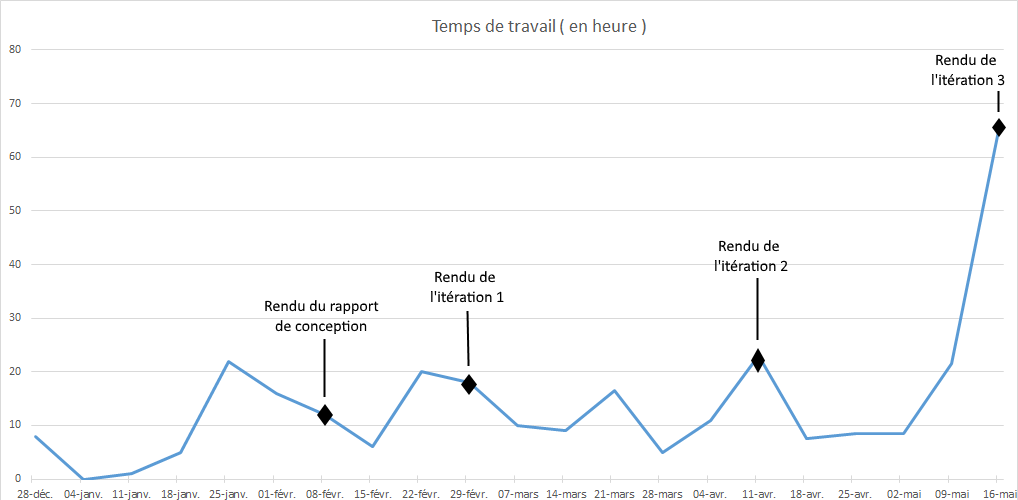 Temps de travail ( en heure )
80
70
60
50
40
30
20
10
0
Rendu du rapport
de conception
Rendu de
l'itération 1
Rendu de
l'itération 2
Rendu de
l'itération 3
28-déc. 04-janv. 11-janv. 18-janv. 25-janv. 01-févr. 08-févr. 15-févr. 22-févr. 29-févr. 07-mars 14-mars 21-mars 28-mars 04-avr. 11-avr. 18-avr. 25-avr. 02-mai 09-mai 16-mai